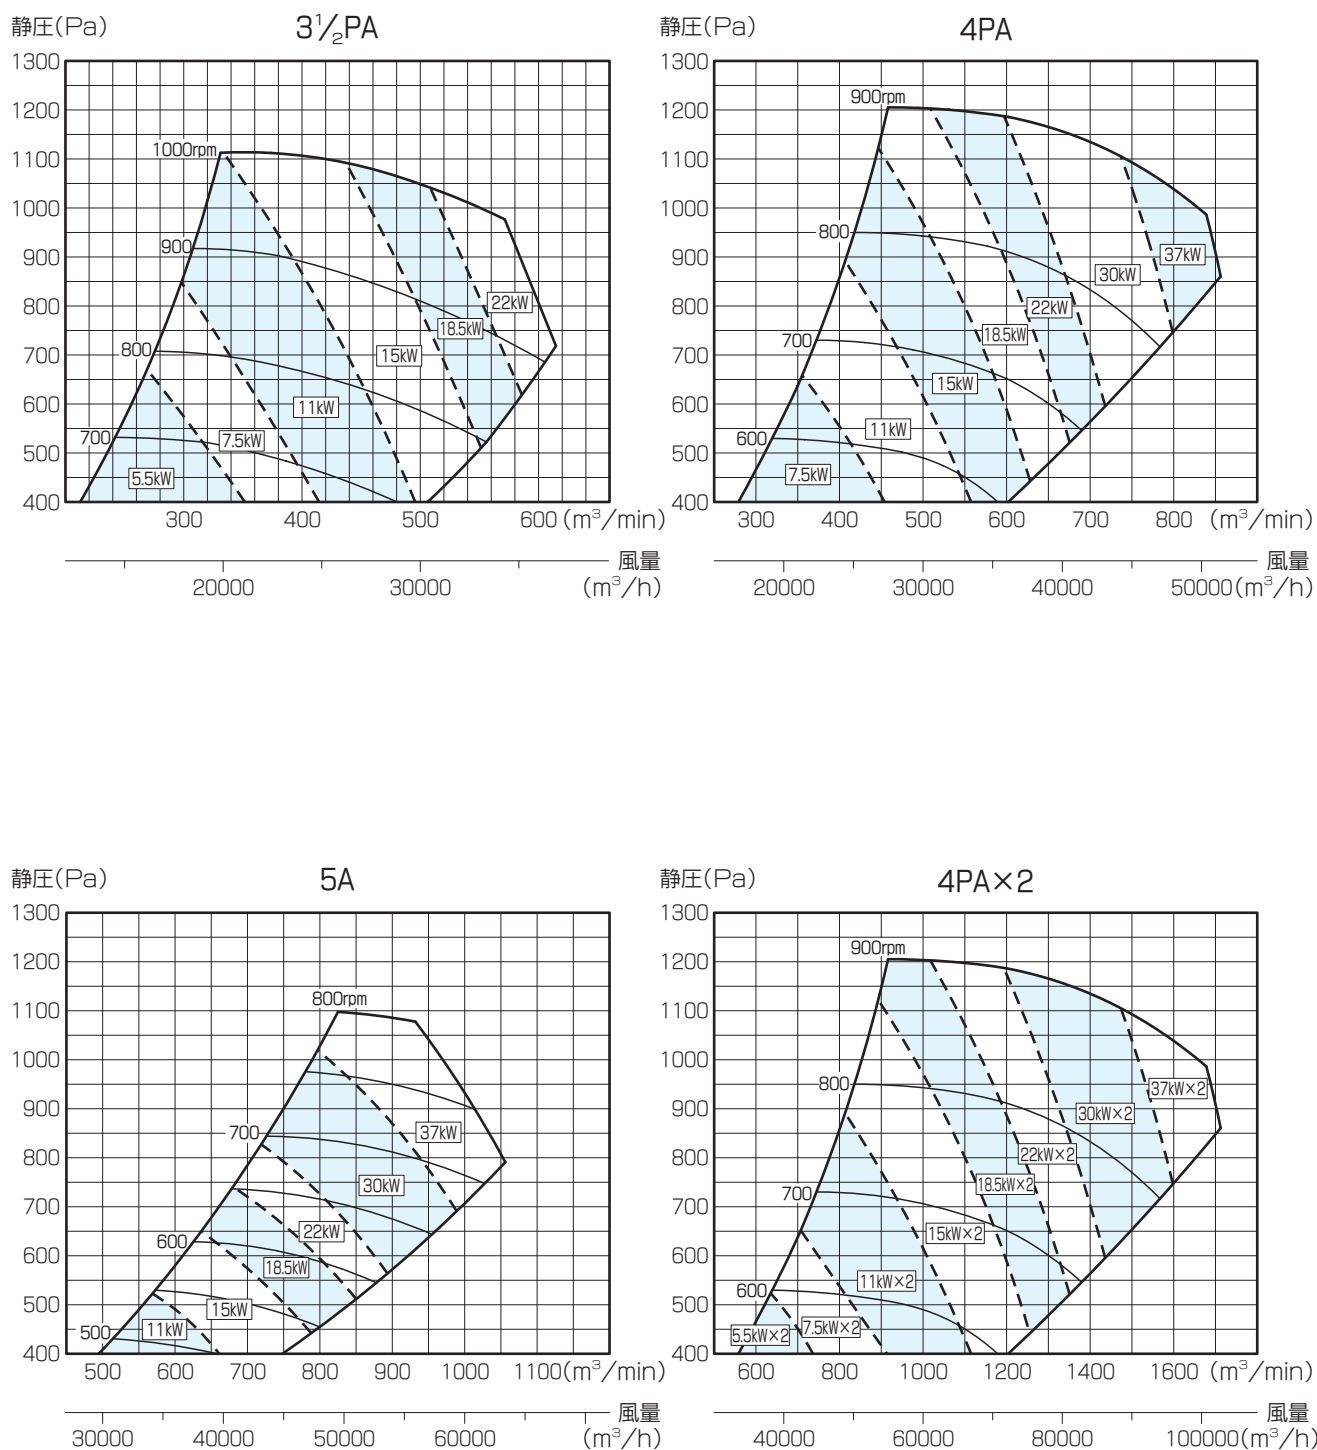 静圧(Pa) 3½PA
1300
1200
1100
1000
900
800
700
600
500
400
1000rpm
900
800
700
22kW
18.5kW
15kW
11kW
7.5kW
5.5kW
300 400 500 600 (m³/min)
風量
20000 30000 (m³/h)
静圧(Pa) 4PA
1300
1200
1100
1000
900
800
700
600
500
400
900rpm
800
700
600
37kW
30kW
22kW
18.5kW
15kW
11kW
7.5kW
300 400 500 600 700 800 (m³/min)
風量
20000 30000 40000 50000(m³/h)
静圧(Pa) 5A
1300
1200
1100
1000
900
800
700
600
500
400
800rpm
700
600
500
37kW
30kW
22kW
18.5kW
15kW
11kW
500 600 700 800 900 1000 1100(m³/min)
風量
30000 40000 50000 60000 (m³/h)
静圧(Pa) 4PA×2
1300
1200
1100
1000
900
800
700
600
500
400
900rpm
800
700
600
37kW×2
30kW×2
22kW×2
18.5kW×2
15kW×2
11kW×2
7.5kW×2
5.5kW×2
600 800 1000 1200 1400 1600 (m³/min)
風量
40000 60000 80000 100000(m³/h)